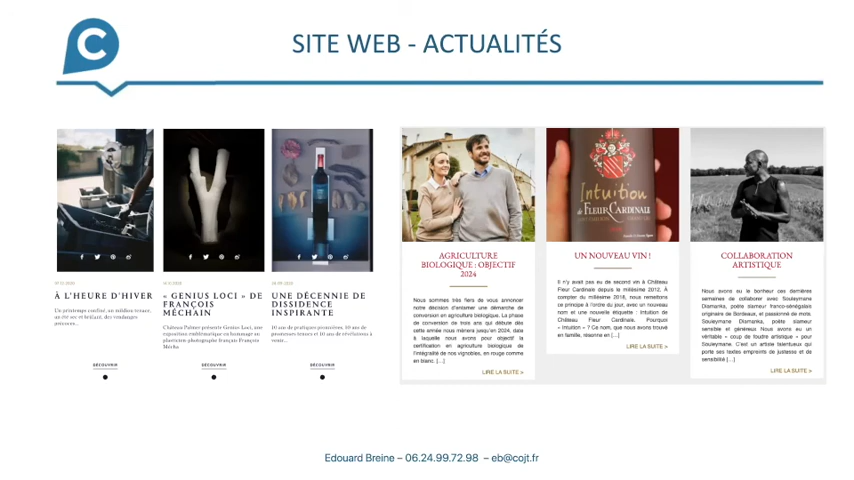 C
SITE WEB - ACTUALITÉS
À L'HEURE D'HIVER
Un printemps confiné, un mildiou tenace,
un été sec et brûlant, des vendanges
précoces...
DÉCOUVRIR
« GENIUS LOCI » DE
FRANÇOIS
MÉCHAIN
Château Palmer présente Genius Loci, une
exposition emblématique en hommage au
plasticien photographe français François
Mécha
DÉCOUVRIR
UNE DÉCENNIE DE
DISSIDENCE
INSPIRANTE
10 ans de pratiques pionnières. 10 ans de
promesses tenues et 10 ans de révélations à
venir...
DÉCOUVRIR
AGRICULTURE
BIOLOGIQUE : OBJECTIF
2024
Nous sommes très fiers de vous annoncer
notre décision d'entamer une démarche de
conversion en agriculture biologique. La phase
de conversion de trois ans qui débute dès
cette année nous mènera jusqu'en 2024, date
à laquelle nous avons pour objectif la
certification en agriculture biologique de
l'intégralité de nos vignobles, en rouge comme
en blanc. [...]
LIRE LA SUITE >
Intuition
de FLEUR CARDINALE
UN NOUVEAU VIN !
Il n'y avait pas eu de second vin à Château
Fleur Cardinale depuis le millésime 2012. À
compter du millésime 2018, nous remettons
ce principe à l'ordre du jour, avec un nouveau
nom et une nouvelle étiquette : Intuition de
Château Fleur Cardinale. Pourquoi
« Intuition » ? Ce nom, que nous avons trouvé
en famille, résonne en [...]
LIRE LA SUITE >
COLLABORATION
ARTISTIQUE
Nous avons eu le bonheur ces dernières
semaines de collaborer avec Souleymane
Diamanka, poète slameur franco-sénégalais
originaire de Bordeaux, et passionné de mots.
Souleymane Diamanka, poète slameur
sensible et généreux Nous avons eu un
véritable « coup de foudre artistique » pour
Souleymane. C'est un artiste talentueux qui
porte ses textes empreints de justesse et de
sensibilité [...]
LIRE LA SUITE >
Edouard Breine – 06.24.99.72.98 – eb@cojt.fr